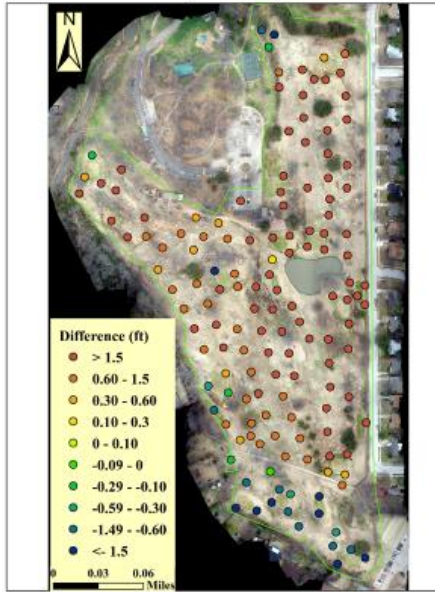 N
Difference (ft)
> 1.5
0.60 - 1.5
0.30 - 0.60
0.10 - 0.3
0 - 0.10
-0.09 - 0
-0.29 - -0.10
-0.59 - -0.30
-1.49 - -0.60
<- 1.5
0 0.03 0.06
Miles